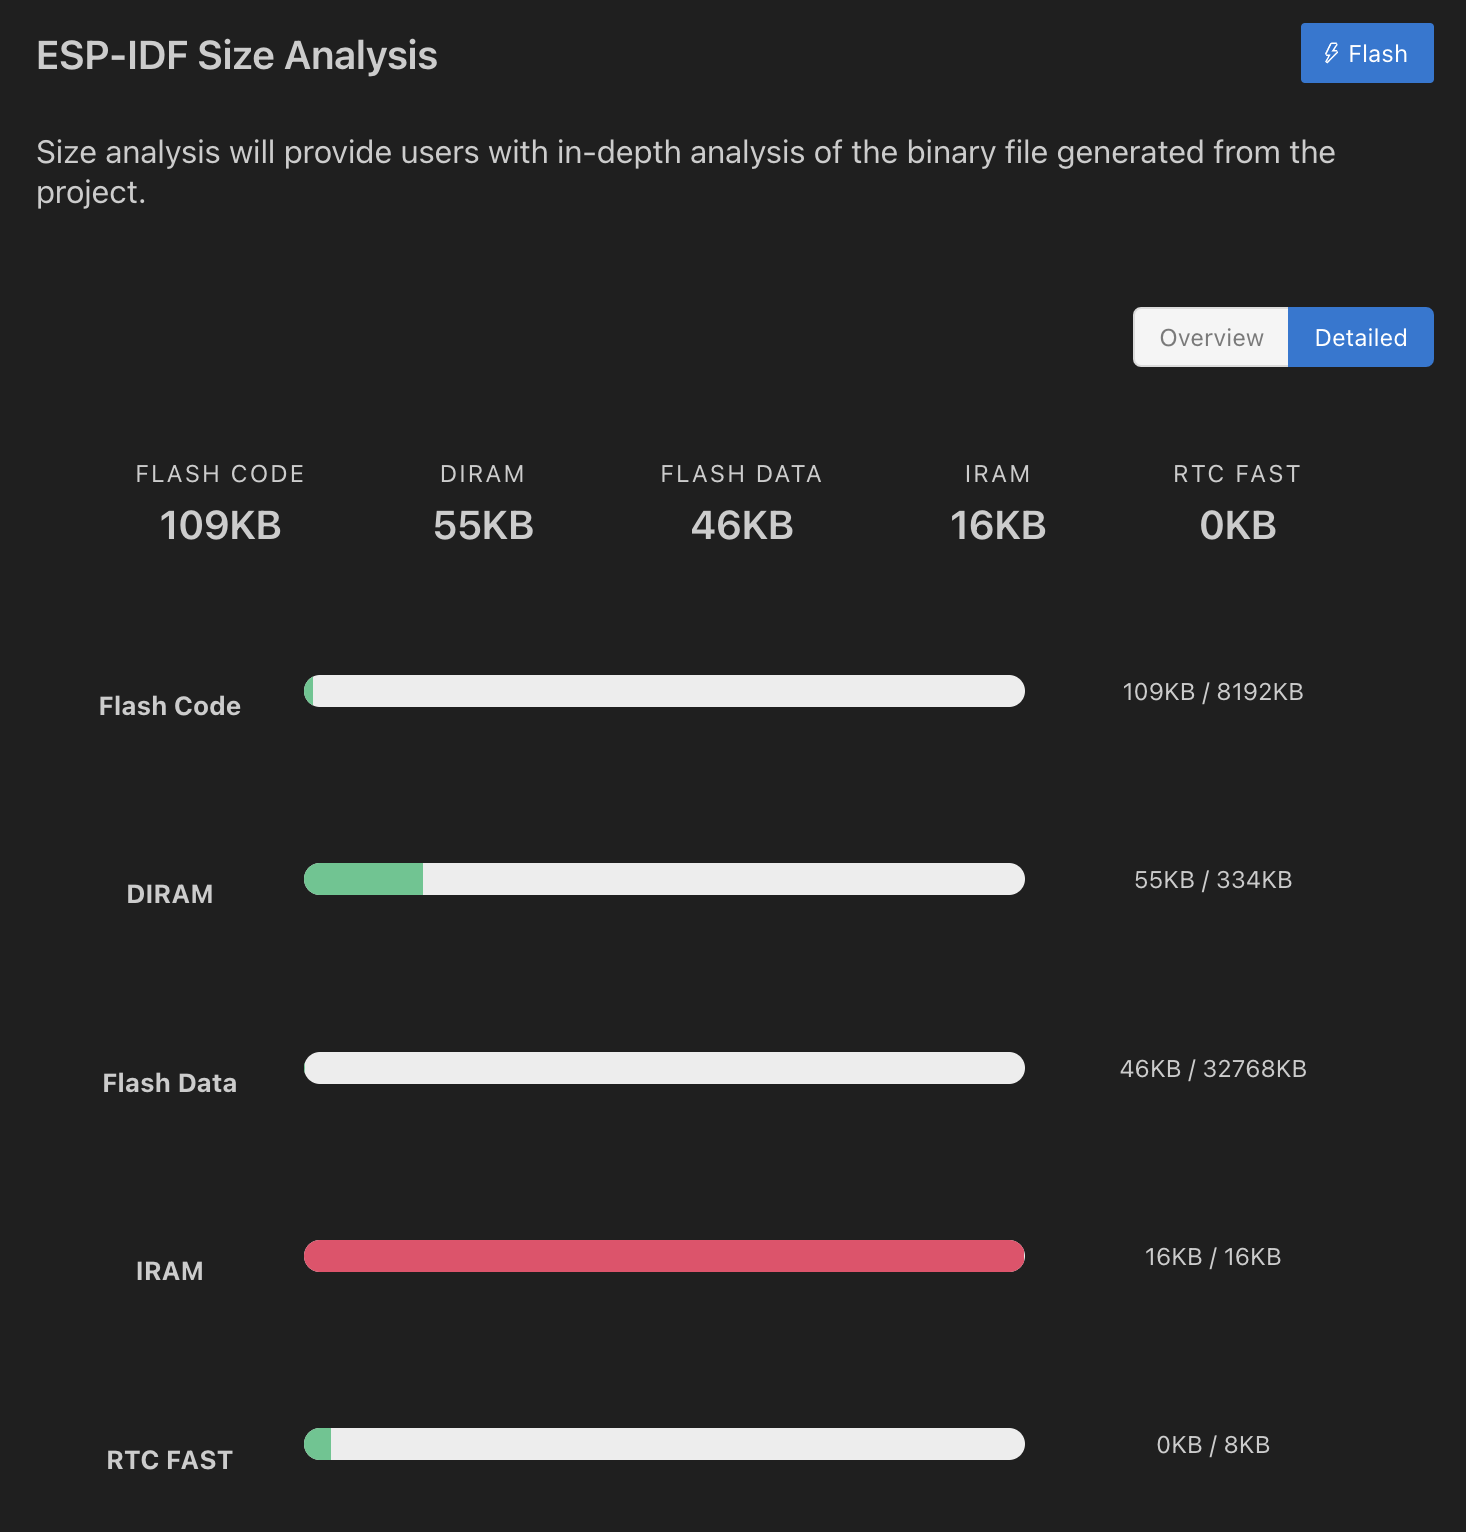 ESP-IDF Size Analysis
Flash
Size analysis will provide users with in-depth analysis of the binary file generated from the
project.
Overview
Detailed
FLASH CODE
109KB
DIRAM
55KB
FLASH DATA
46KB
IRAM
16KB
RTC FAST
0KB
Flash Code
109KB / 8192KB
DIRAM
55KB / 334KB
Flash Data
46KB / 32768KB
IRAM
16KB / 16KB
RTC FAST
0KB / 8KB